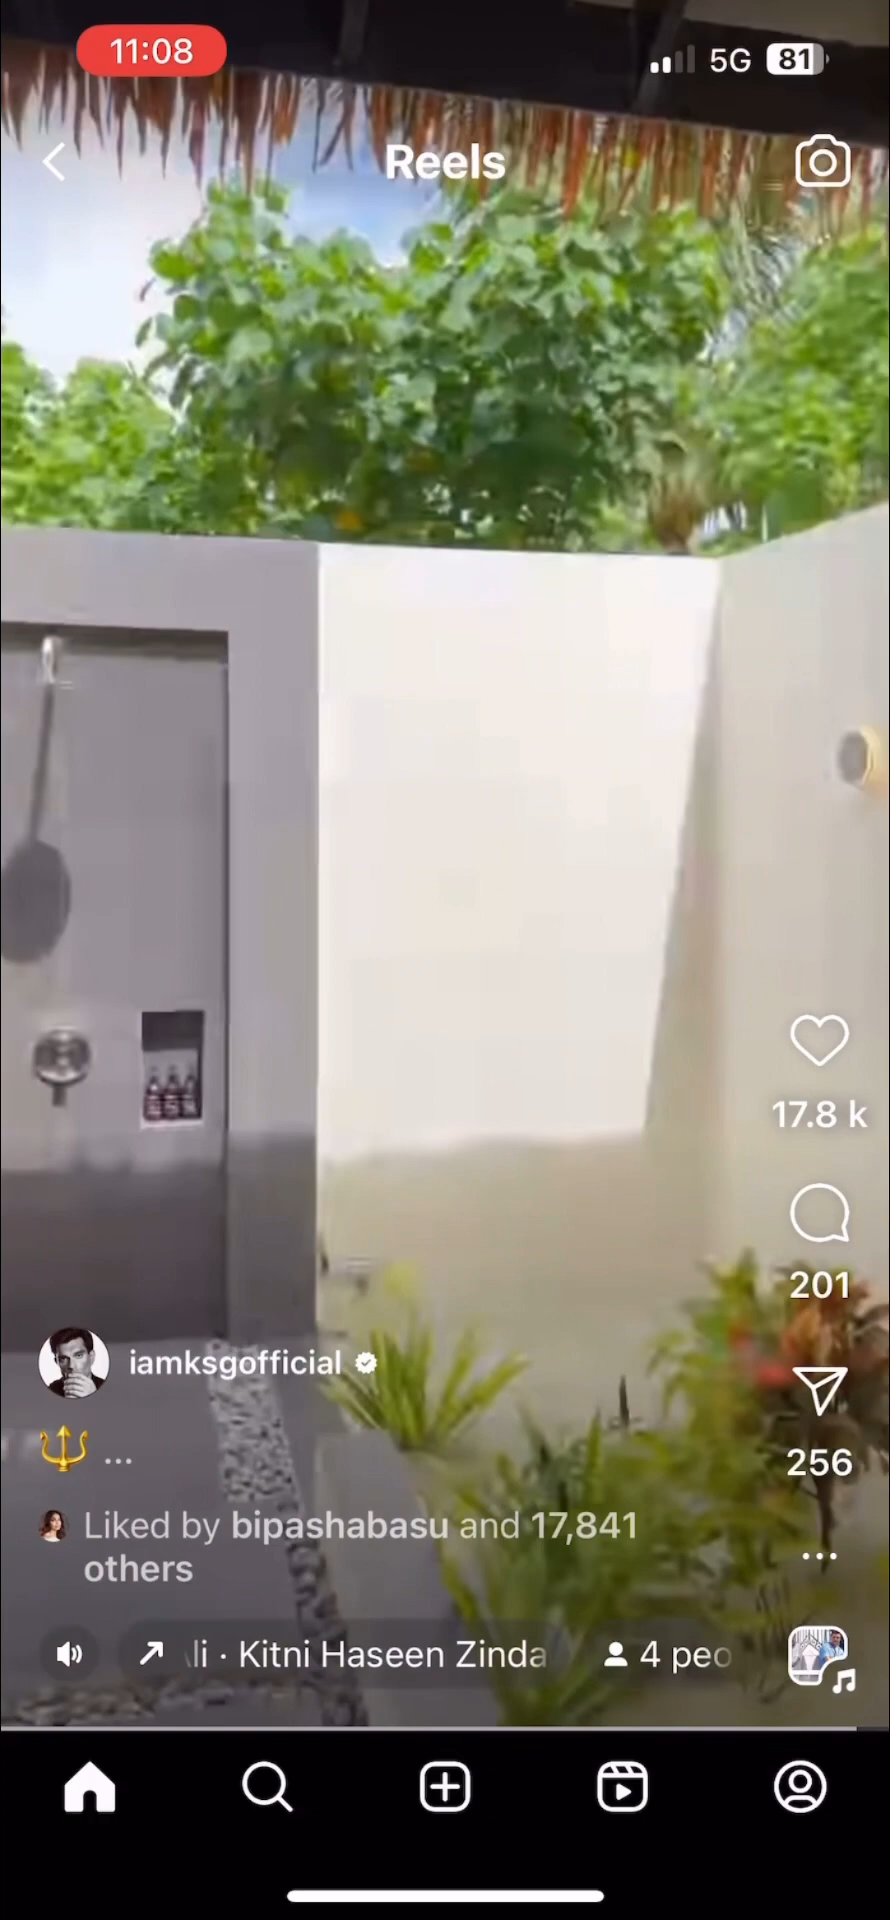 11:08
5G 81
Reels
17.8 k
201
iamksgofficial
256
...
Liked by bipashabasu and 17,841
others
li · Kitni Haseen Zinda
4 peo